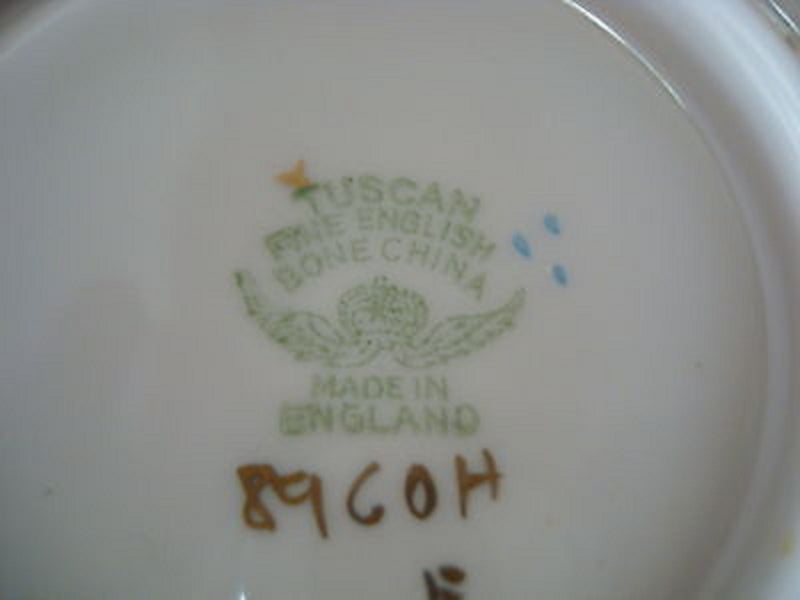 TUSCAN
FINE ENGLISH
BONE CHINA
MADE IN
ENGLAND
8960H